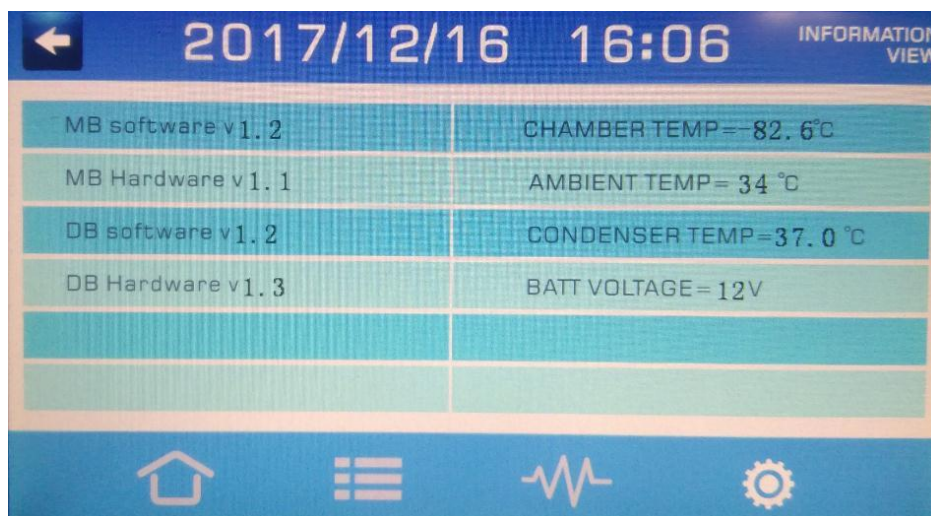 2017/12/16 16:06 INFORMATION
VIEW
MB software v1.2 CHAMBER TEMP=-82.6°C
MB Hardware v1.1 AMBIENT TEMP= 34 °C
DB software v1.2 CONDENSER TEMP=37.0 °C
DB Hardware v1.3 BATT VOLTAGE= 12V